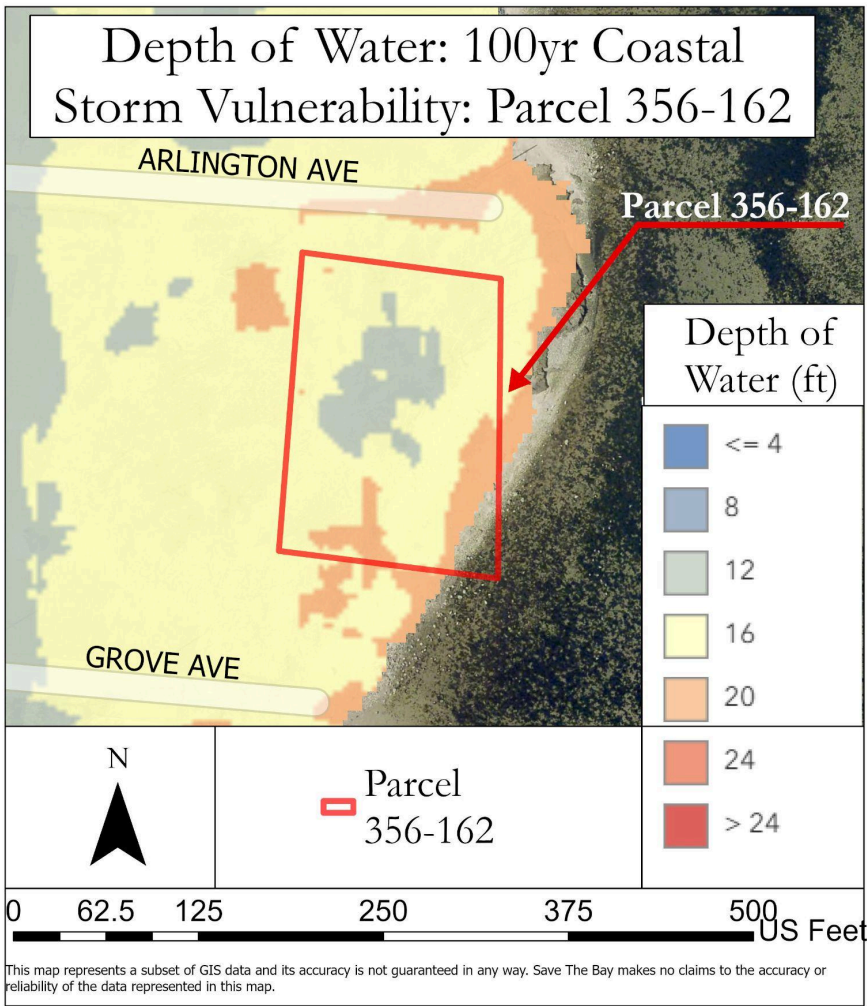 Depth of Water: 100yr Coastal
Storm Vulnerability: Parcel 356-162
ARLINGTON AVE
Parcel 356-162
Depth of
Water (ft)
<= 4
8
12
16
20
24
> 24
GROVE AVE
N
Parcel
356-162
0 62.5 125 250 375 500
US Feet
This map represents a subset of GIS data and its accuracy is not guaranteed in any way. Save The Bay makes no claims to the accuracy or
reliability of the data represented in this map.